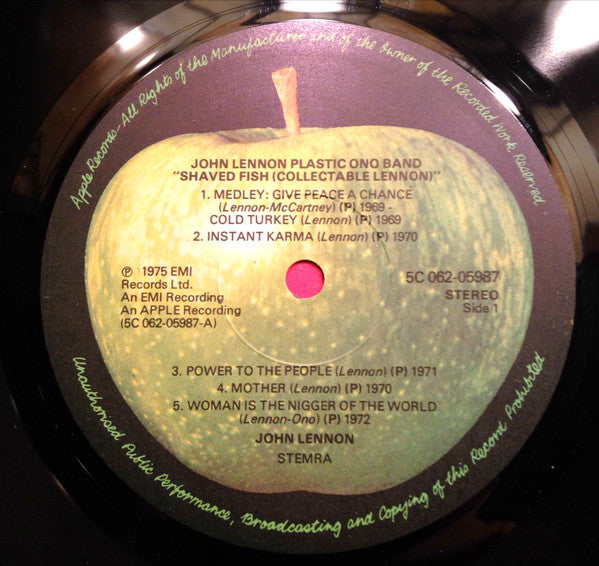 Apple Records-All Rights of the Manufacturer and of the Owner of the Recorded Work Reserved
JOHN LENNON PLASTIC ONO BAND
"SHAVED FISH (COLLECTABLE LENNON)"
1. MEDLEY: GIVE PEACE A CHANCE
(Lennon-McCartney) (P) 1969 -
COLD TURKEY (Lennon) (P) 1969
2. INSTANT KARMA (Lennon) (P) 1970
℗ 1975 EMI
Records Ltd.
An EMI Recording
An APPLE Recording
(5C 062-05987-A)
5C 062-05987
STEREO
Side 1
3. POWER TO THE PEOPLE (Lennon) (P) 1971
4. MOTHER (Lennon) (P) 1970
5. WOMAN IS THE NIGGER OF THE WORLD
(Lennon-Ono) (P) 1972
JOHN LENNON
STEMRA
Unauthorised Public Performance, Broadcasting and Copying of this Record Prohibited